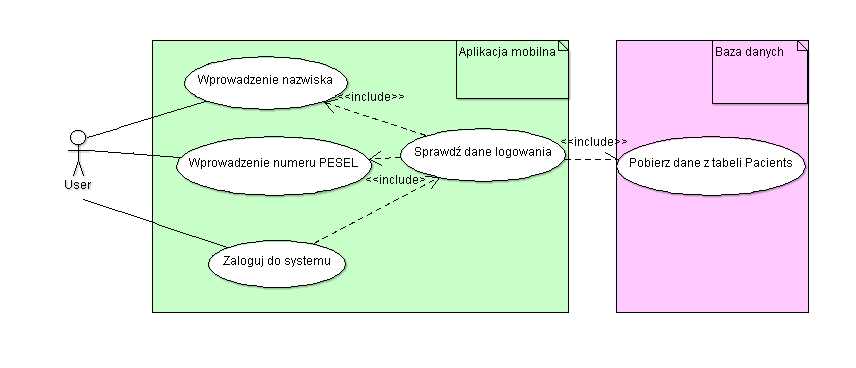 Aplikacja mobilna
Baza danych
Wprowadzenie nazwiska
<<include>>
<<include>>
Sprawdź dane logowania
Wprowadzenie numeru PESEL
Pobierz dane z tabeli Pacients
<<include>
User
Zaloguj do systemu